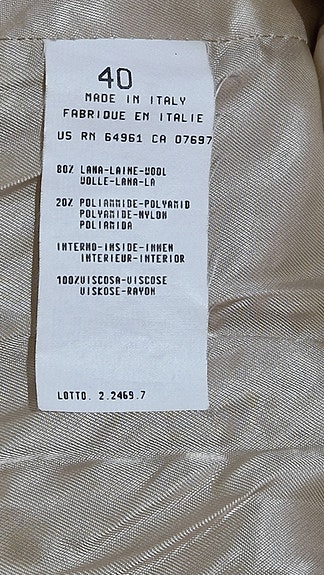 40
MADE IN ITALY
FABRIQUE EN ITALIE
US RN 64961 CA 07697
80% LANA-LAINE-WOOL
WOLLE-LANA-LA
20% POLIAMMIDE-POLYAMID
POLYAMIDE-NYLON
POLIAMIDA
INTERNO-INSIDE-INNEN
INTERIEUR-INTERIOR
100%VISCOSA-VISCOSE
VISKOSE-RAYON
LOTTO. 2.2469.7